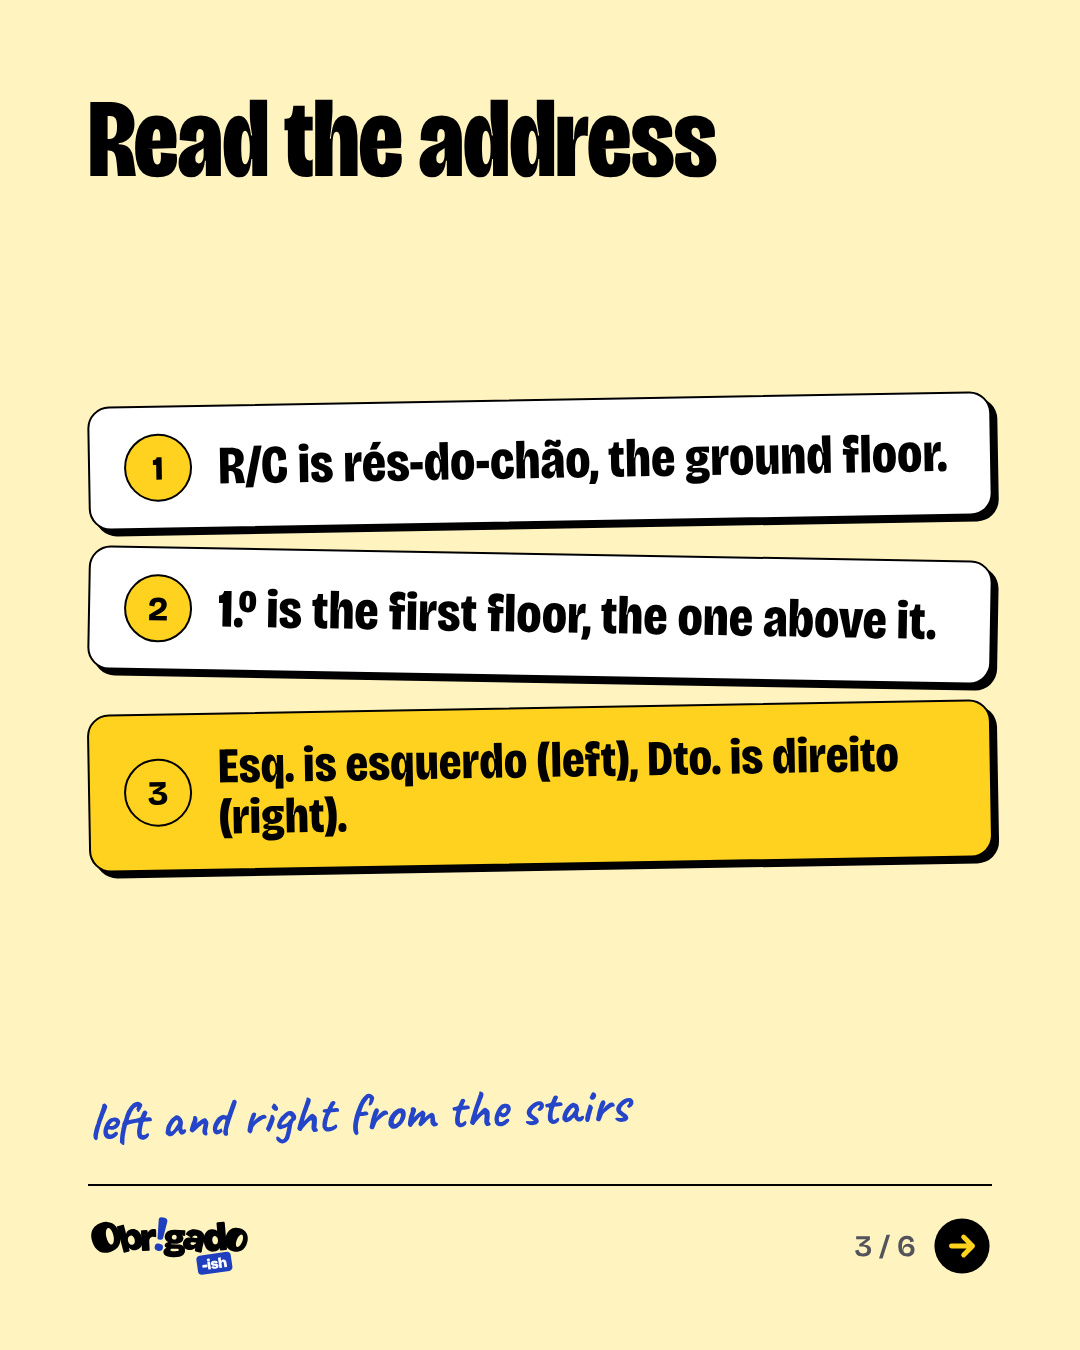 Read the address
1
R/C is rés-do-chão, the ground floor.
2
1.º is the first floor, the one above it.
3
Esq. is esquerdo (left), Dto. is direito
(right).
left and right from the stairs
Obr!gado
-ish
3 / 6